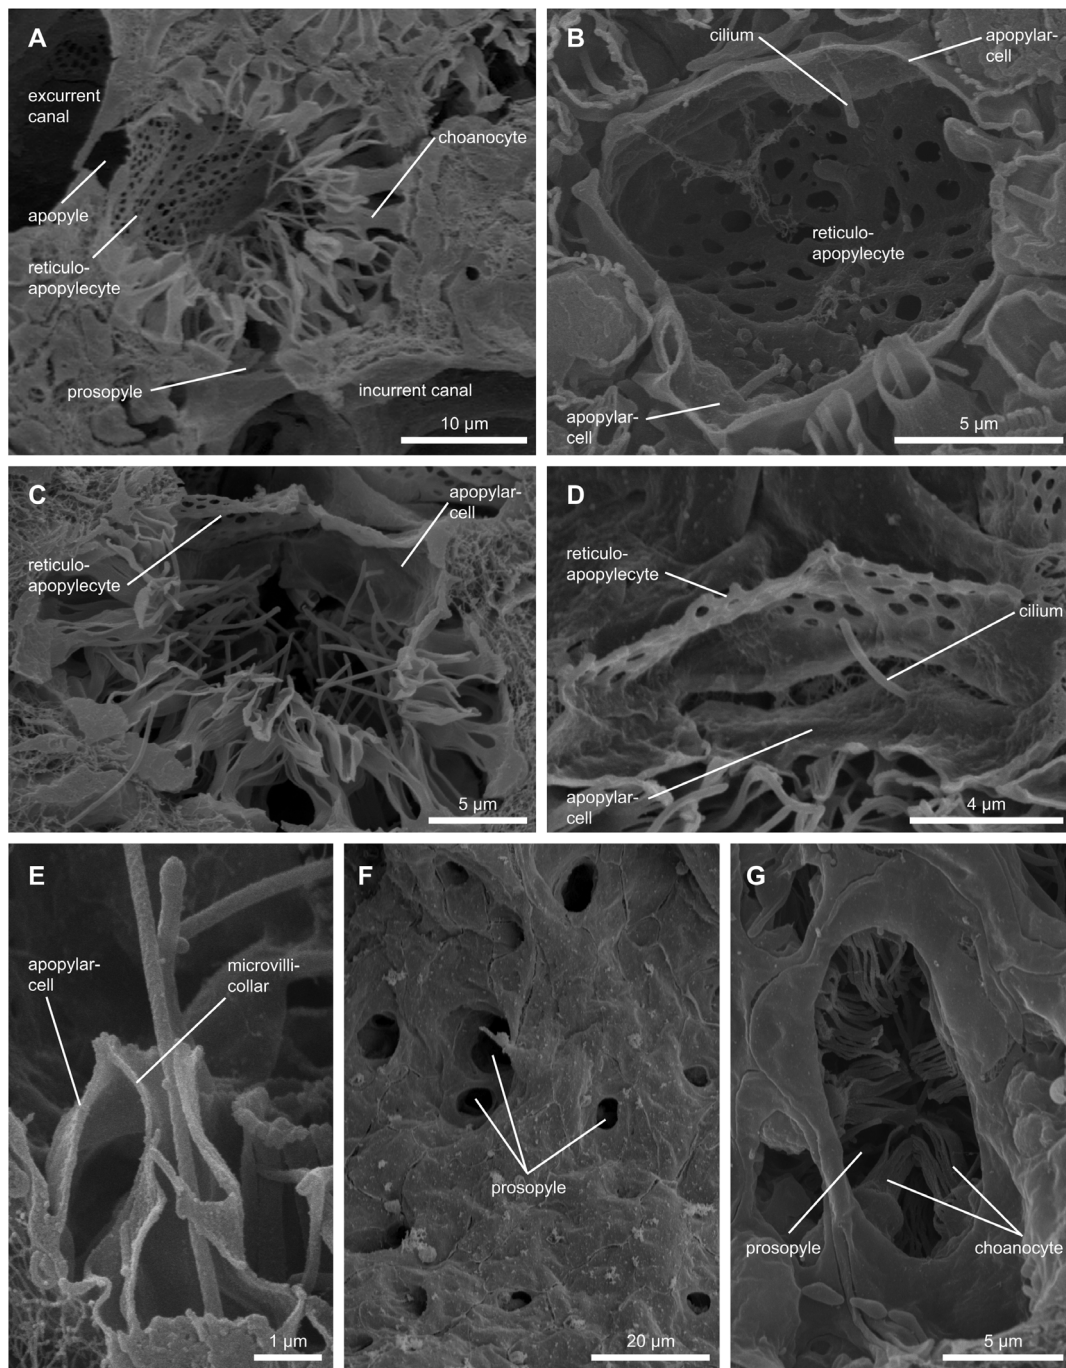 A
excurrent
canal
choanocyte
apopyle
reticulo-
apopylecyte
prosopyle
incurrent canal
10 µm
B
cilium
apopylar-
cell
reticulo-
apopylecyte
apopylar-
cell
5 µm
C
apopylar-
cell
reticulo-
apopylecyte
5 µm
D
reticulo-
apopylecyte
cilium
apopylar-
cell
4 µm
E
apopylar-
cell
microvilli-
collar
1 µm
F
prosopyle
20 µm
G
prosopyle
choanocyte
5 µm